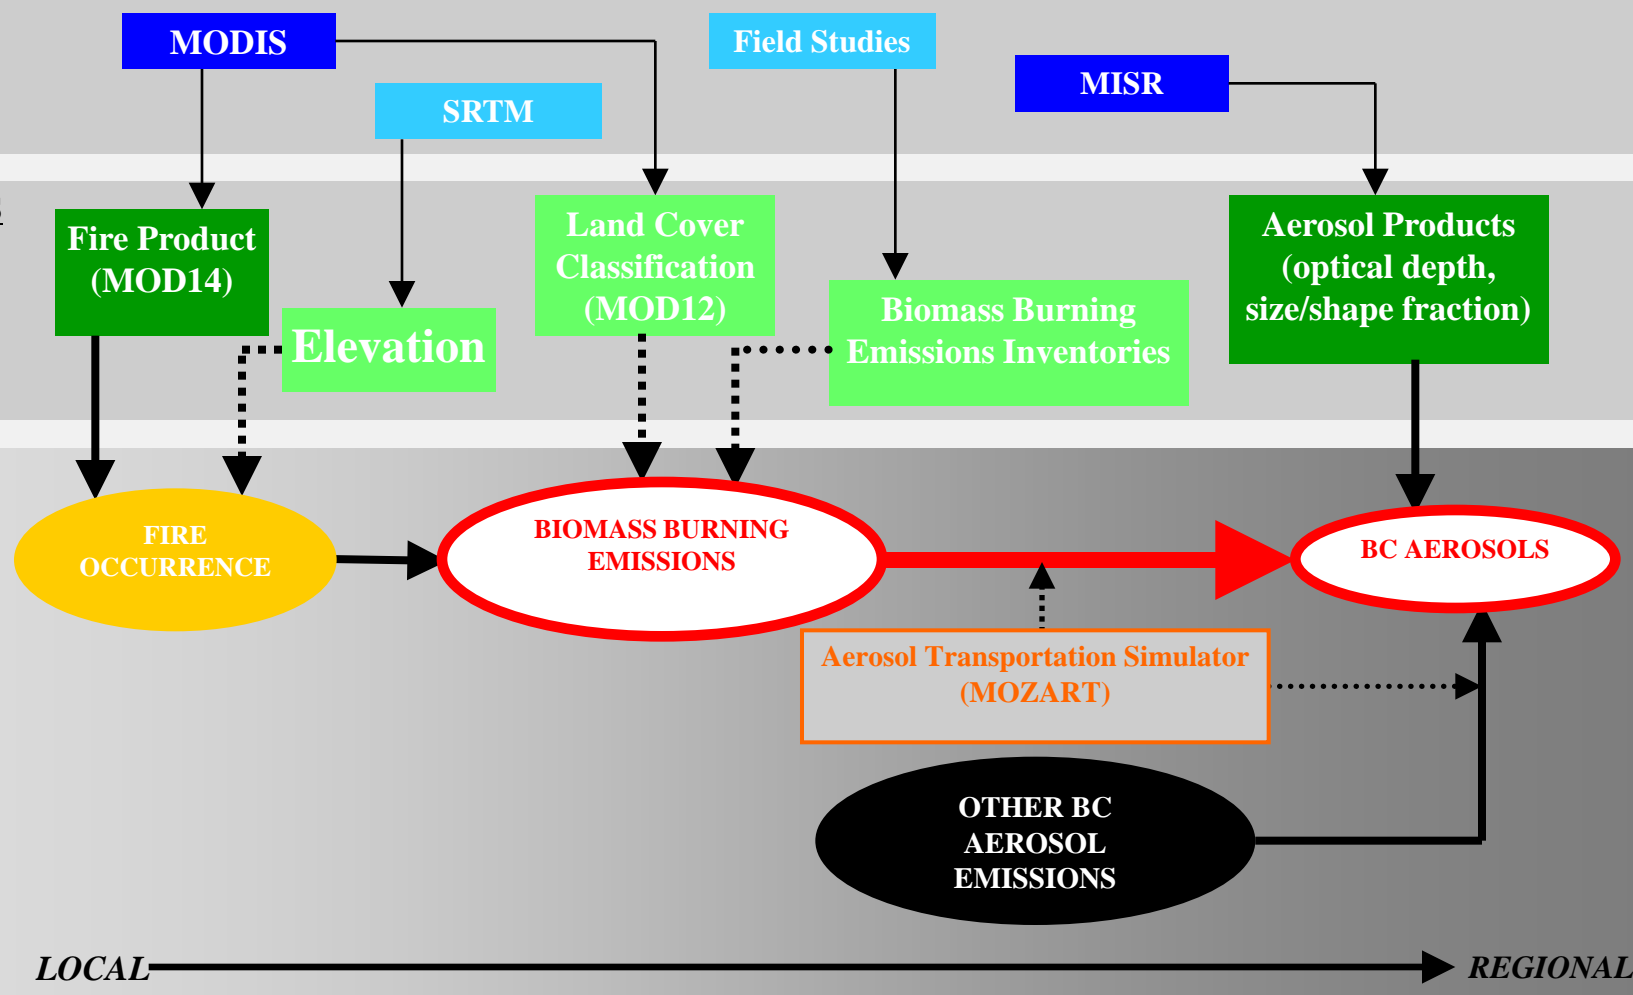 MODIS
Field Studies
MISR
SRTM
Fire Product
(MOD14)
Land Cover
Classification
(MOD12)
Aerosol Products
(optical depth,
size/shape fraction)
Elevation
Biomass Burning
Emissions Inventories
FIRE
OCCURRENCE
BIOMASS BURNING
EMISSIONS
BC AEROSOLS
Aerosol Transportation Simulator
(MOZART)
OTHER BC
AEROSOL
EMISSIONS
LOCAL
REGIONAL